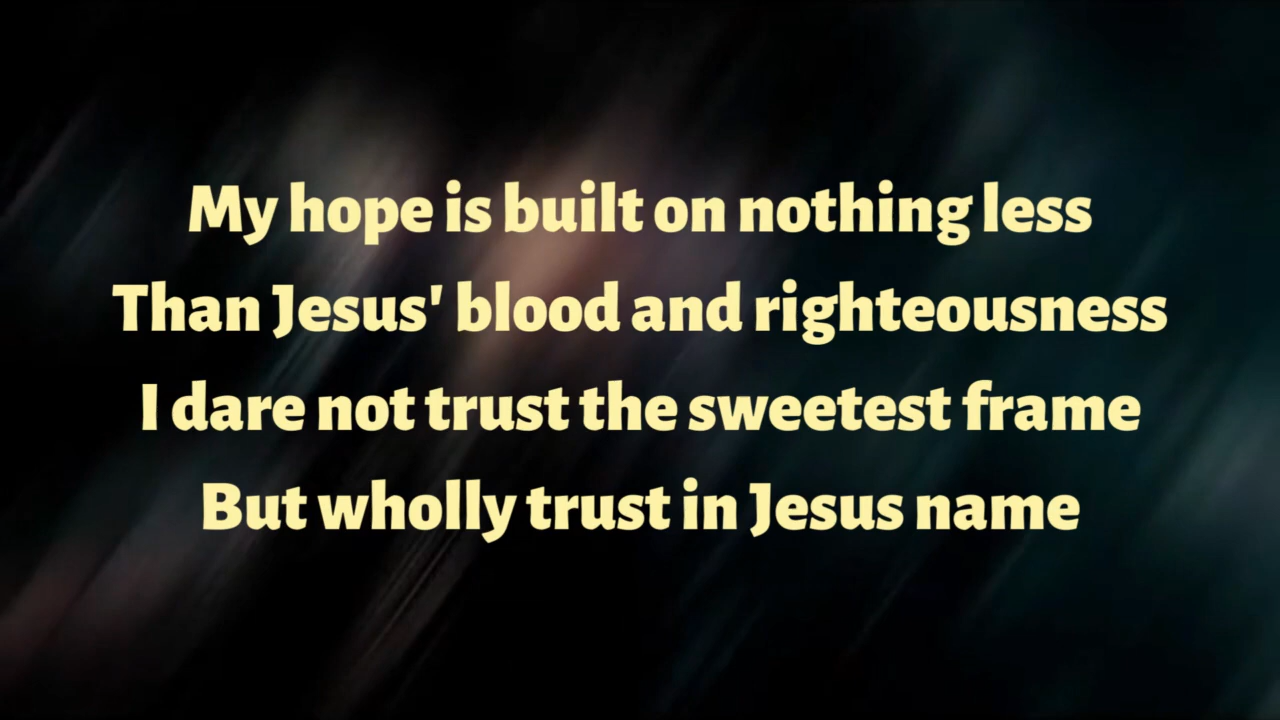 My hope is built on nothing less
Than Jesus' blood and righteousness
I dare not trust the sweetest frame
But wholly trust in Jesus name